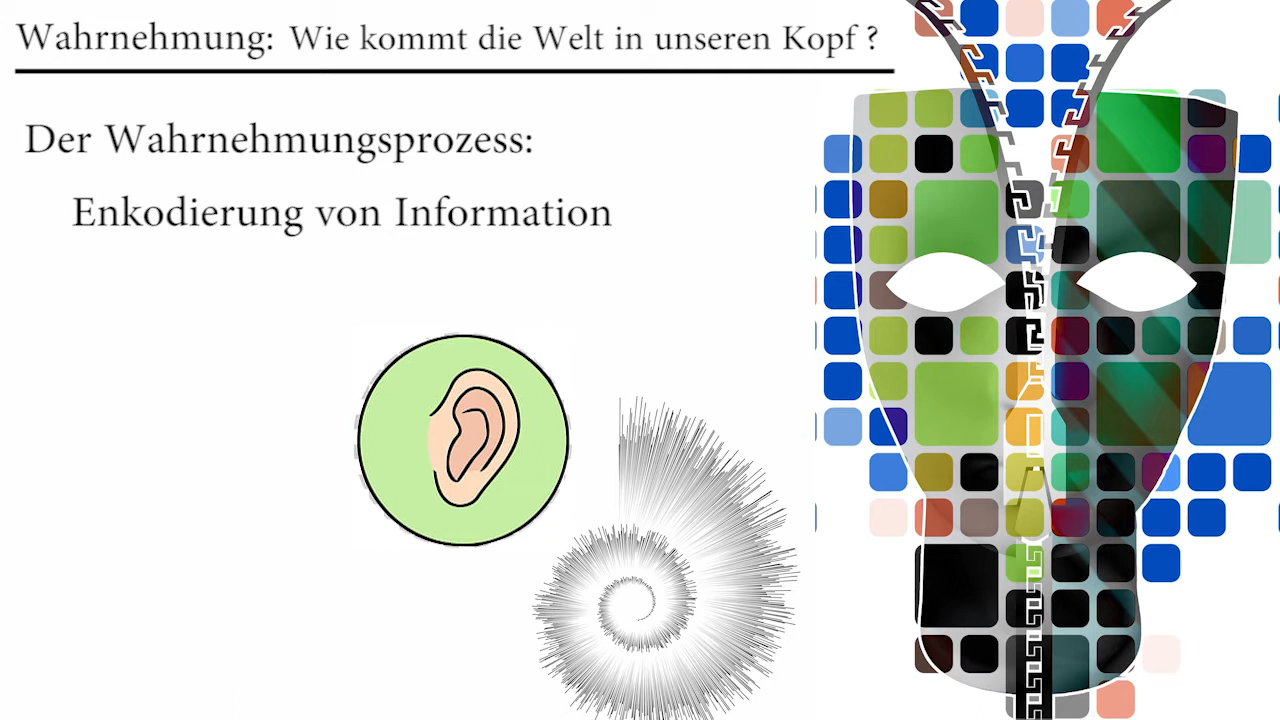 Wahrnehmung: Wie kommt die Welt in unseren Kopf ?
Der Wahrnehmungsprozess:
Enkodierung von Information